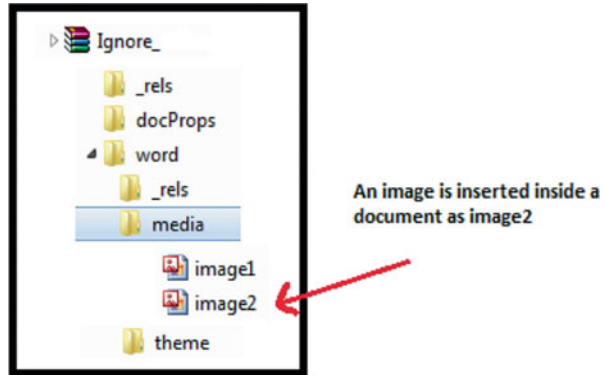 Ignore_
_rels
docProps
word
_rels
media
image1
image2
theme
An image is inserted inside a
document as image2